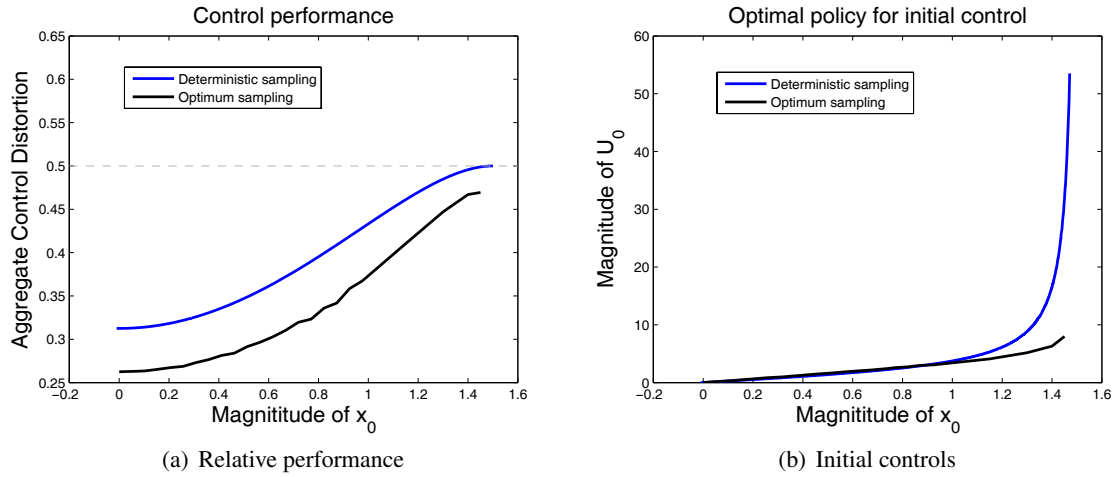 Control performance
0.65
0.6
0.55
0.5
0.45
0.4
0.35
0.3
0.25
Aggregate Control Distortion
Deterministic sampling
Optimum sampling
−0.2 0 0.2 0.4 0.6 0.8 1 1.2 1.4 1.6
Magnititude of x_0
(a) Relative performance
Optimal policy for initial control
60
50
40
30
20
10
0
Magnitude of U_0
Deterministic sampling
Optimum sampling
−0.2 0 0.2 0.4 0.6 0.8 1 1.2 1.4 1.6
Magnititude of x_0
(b) Initial controls